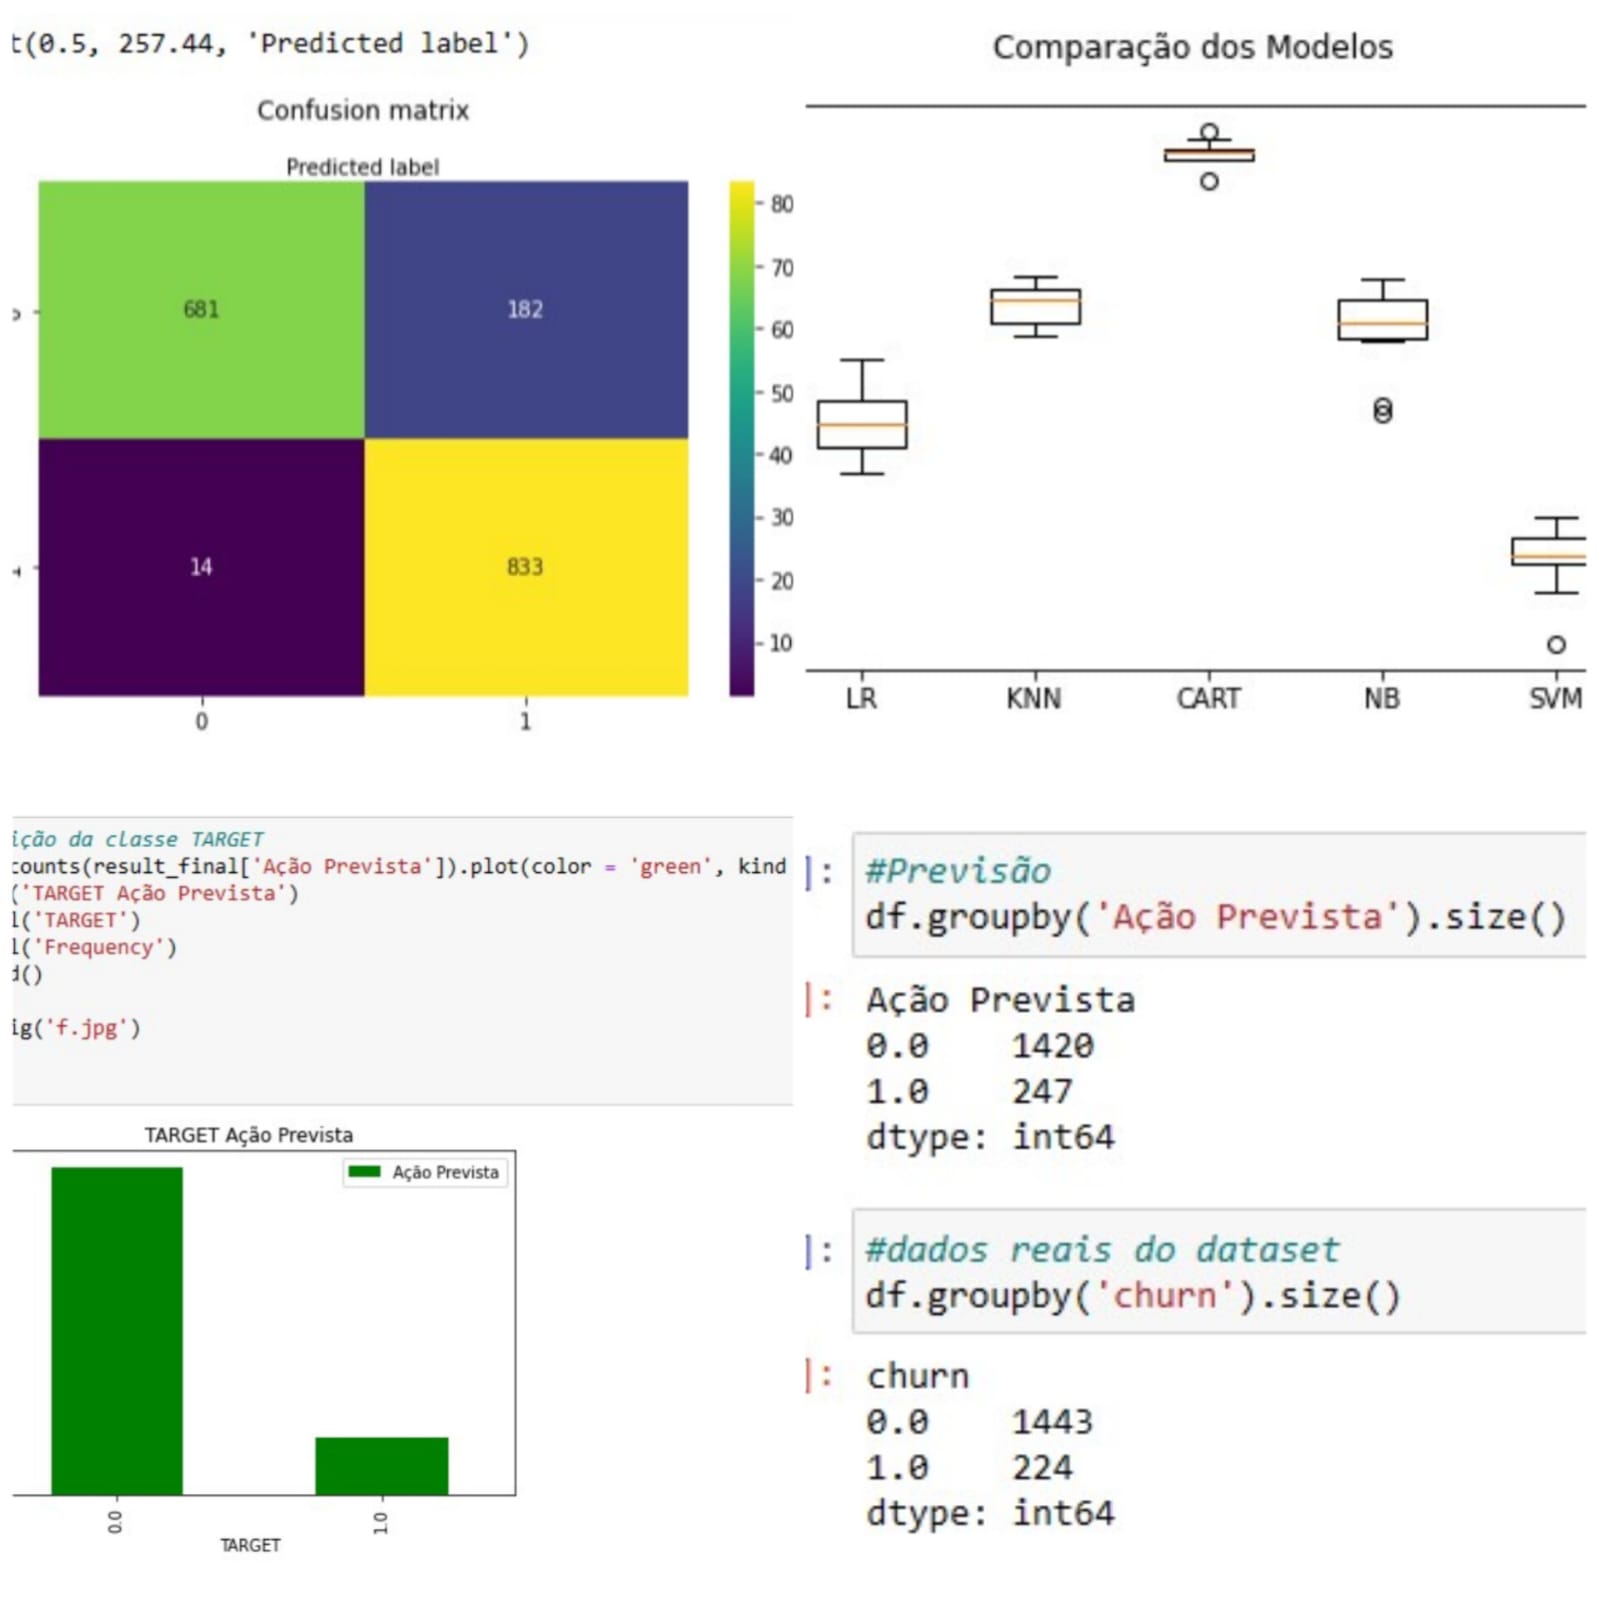 t(0.5, 257.44, 'Predicted label')
Confusion matrix
Predicted label
681
182
14
833
0
1
80
70
60
50
40
30
20
10
Comparação dos Modelos
LR
KNN
CART
NB
SVM
ição da classe TARGET
counts(result_final['Ação Prevista']).plot(color = 'green', kind
('TARGET Ação Prevista')
l('TARGET')
l('Frequency')
d()
ig('f.jpg')
TARGET Ação Prevista
Ação Prevista
0.0
1.0
TARGET
]: #Previsão
df.groupby('Ação Prevista').size()
]: Ação Prevista
0.0 1420
1.0 247
dtype: int64
]: #dados reais do dataset
df.groupby('churn').size()
]: churn
0.0 1443
1.0 224
dtype: int64